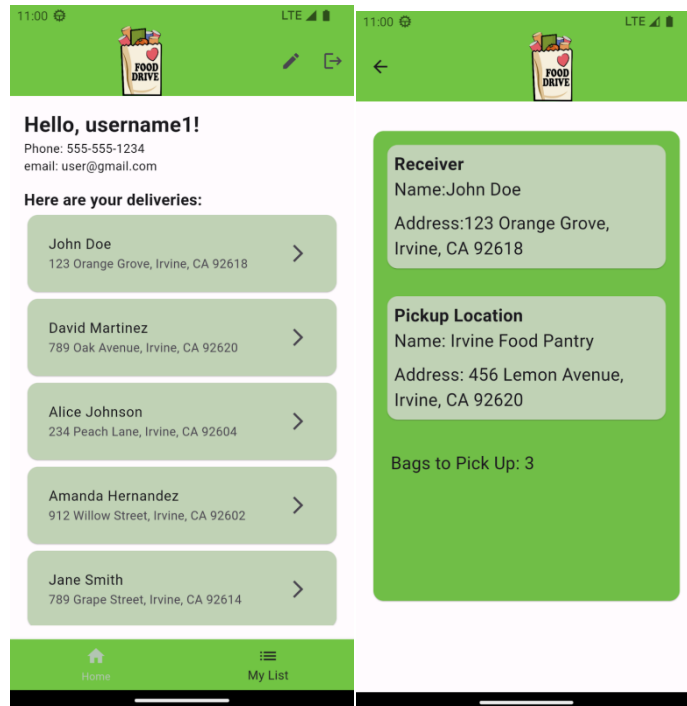 11:00 LTE
FOOD
DRIVE
Hello, username1!
Phone: 555-555-1234
email: user@gmail.com
Here are your deliveries:
John Doe
123 Orange Grove, Irvine, CA 92618
David Martinez
789 Oak Avenue, Irvine, CA 92620
Alice Johnson
234 Peach Lane, Irvine, CA 92604
Amanda Hernandez
912 Willow Street, Irvine, CA 92602
Jane Smith
789 Grape Street, Irvine, CA 92614
Home My List
11:00 LTE
FOOD
DRIVE
Receiver
Name:John Doe
Address:123 Orange Grove,
Irvine, CA 92618
Pickup Location
Name: Irvine Food Pantry
Address: 456 Lemon Avenue,
Irvine, CA 92620
Bags to Pick Up: 3